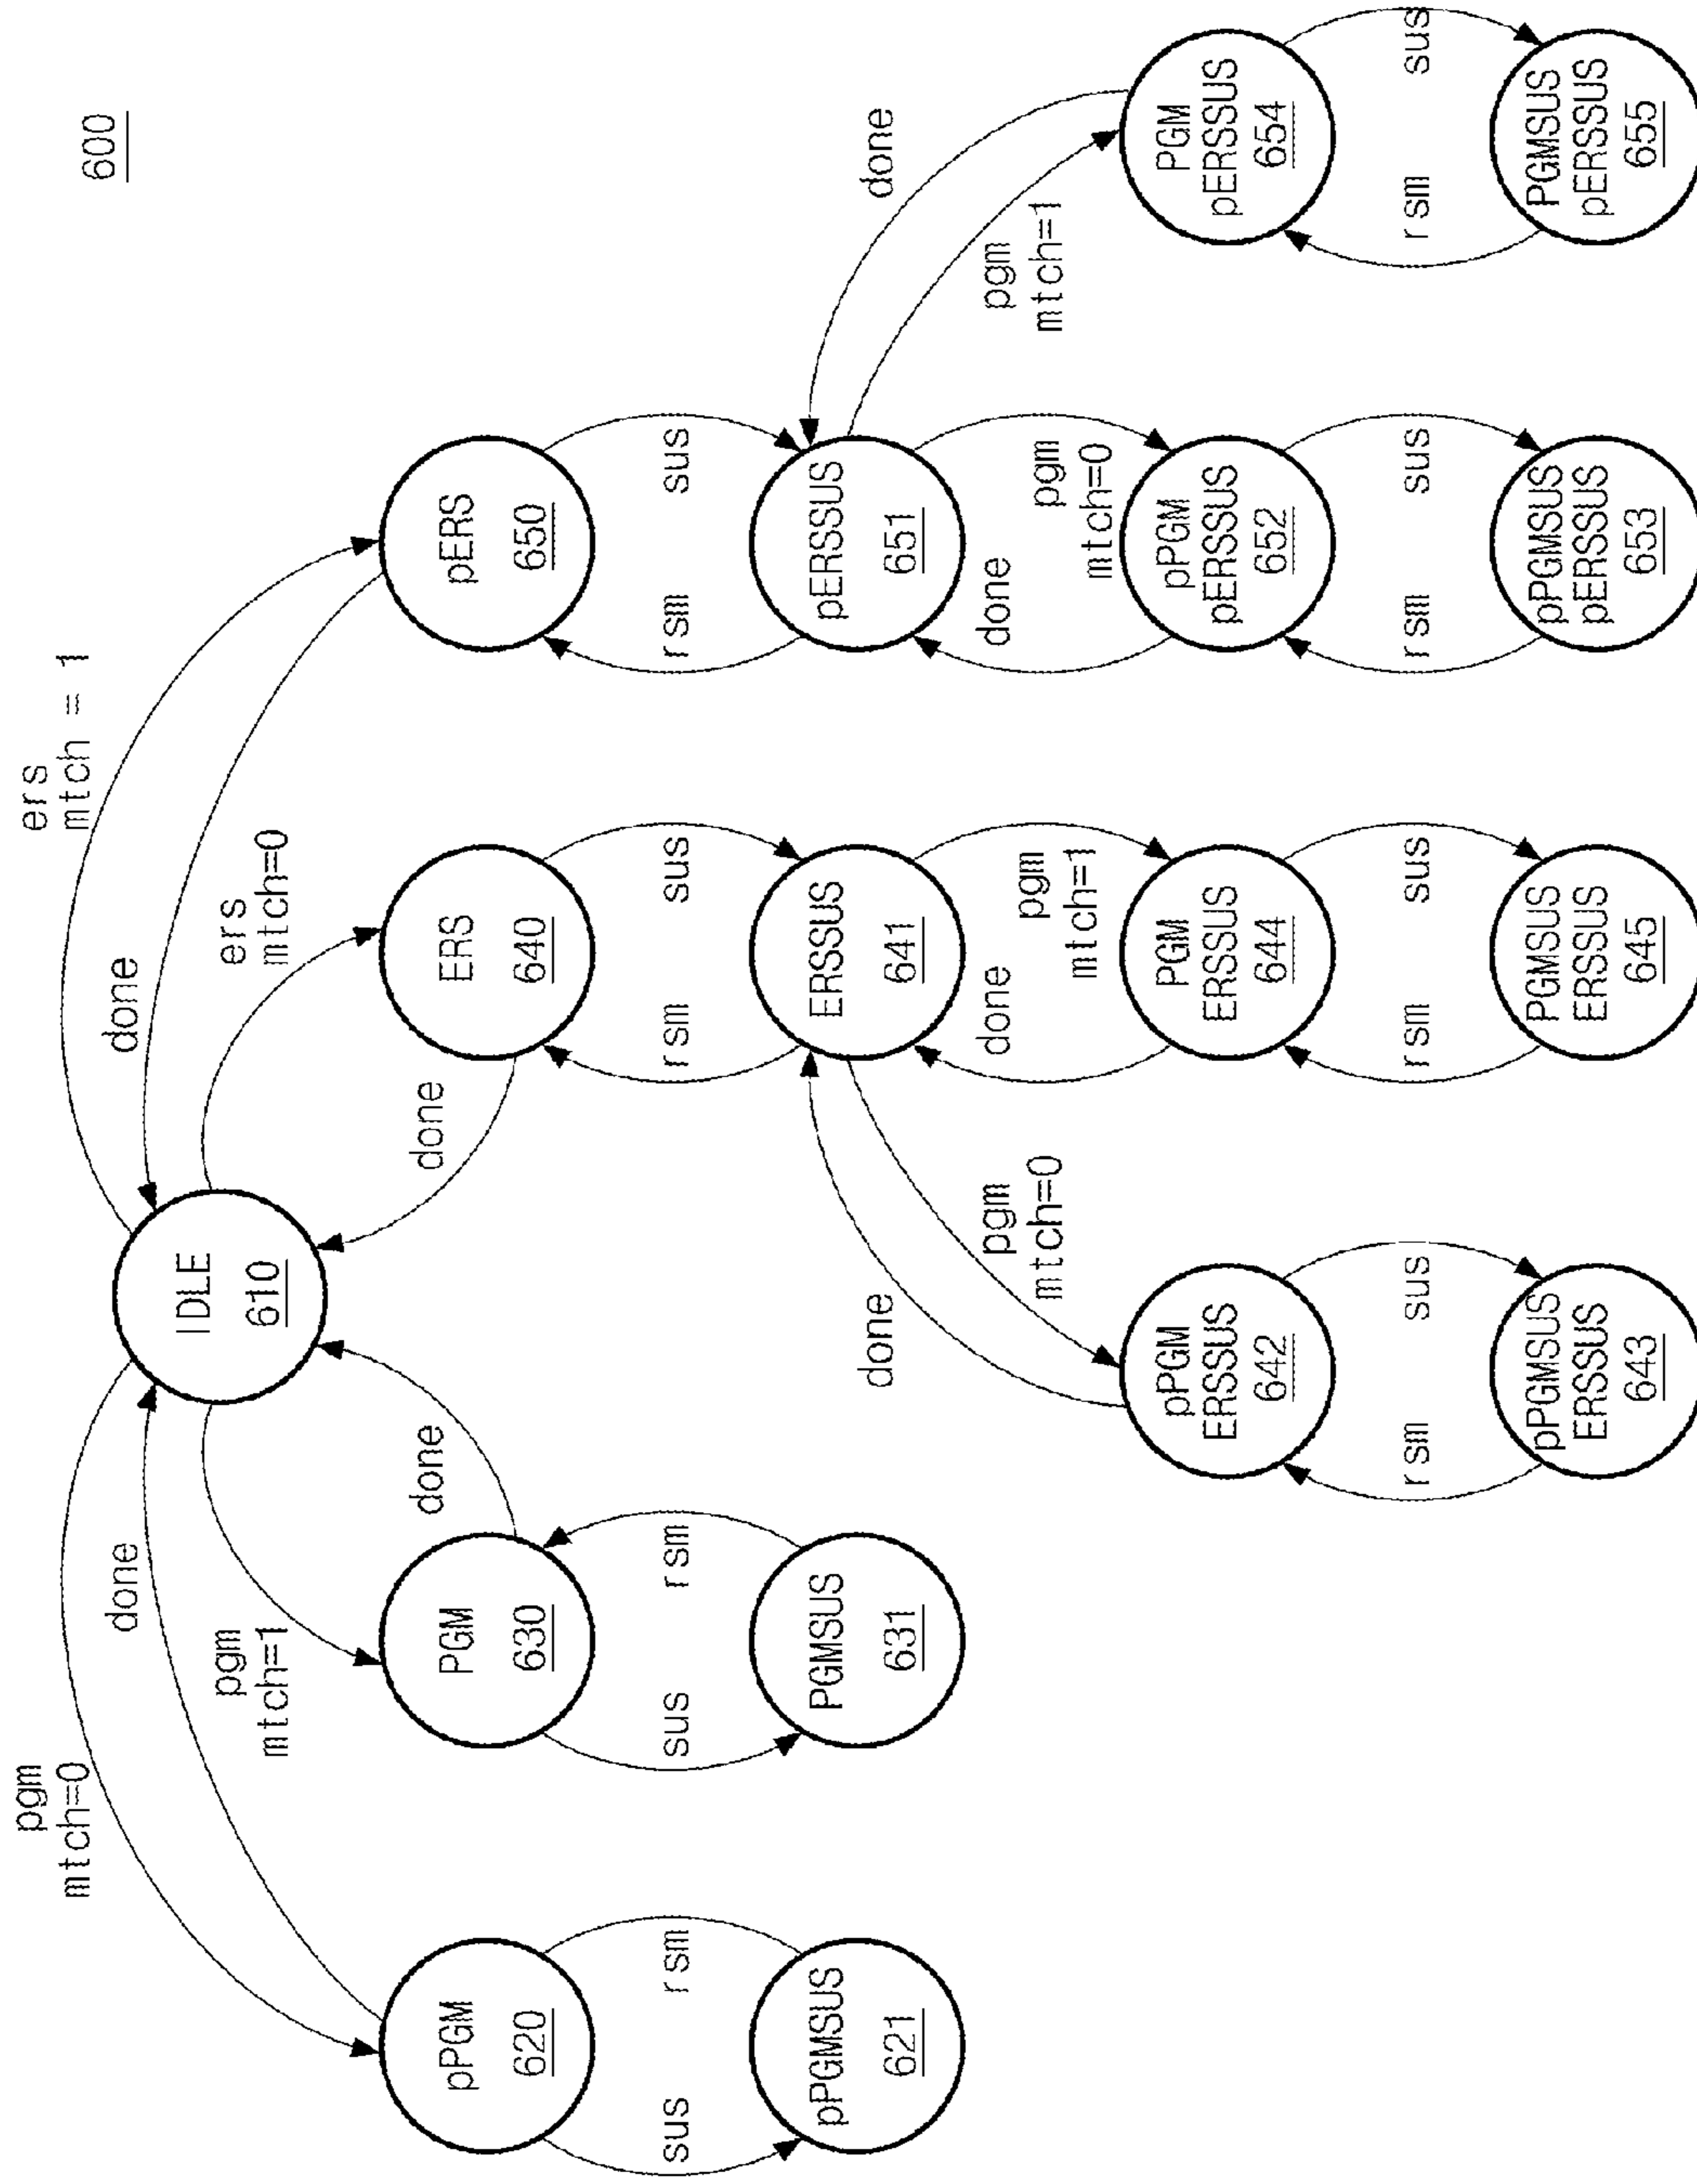 600
pgm
mtch=0
ers
mtch = 1
done
done
IDLE
610
pgm
mtch=1
ers
mtch=0
done
done
pPGM
620
PGM
630
ERS
640
pERS
650
sus
rsm
sus
rsm
rsm
sus
rsm
sus
pPGMSUS
621
PGMSUS
631
ERSSUS
641
pERSSUS
651
done
pgm
mtch=0
done
pgm
mtch=1
done
pgm
mtch=0
pgm
mtch=1
done
pPGM
ERSSUS
642
PGM
ERSSUS
644
pPGM
pERSSUS
652
PGM
pERSSUS
654
rsm
sus
rsm
sus
rsm
sus
rsm
sus
pPGMSUS
ERSSUS
643
PGMSUS
ERSSUS
645
pPGMSUS
pERSSUS
653
PGMSUS
pERSSUS
655